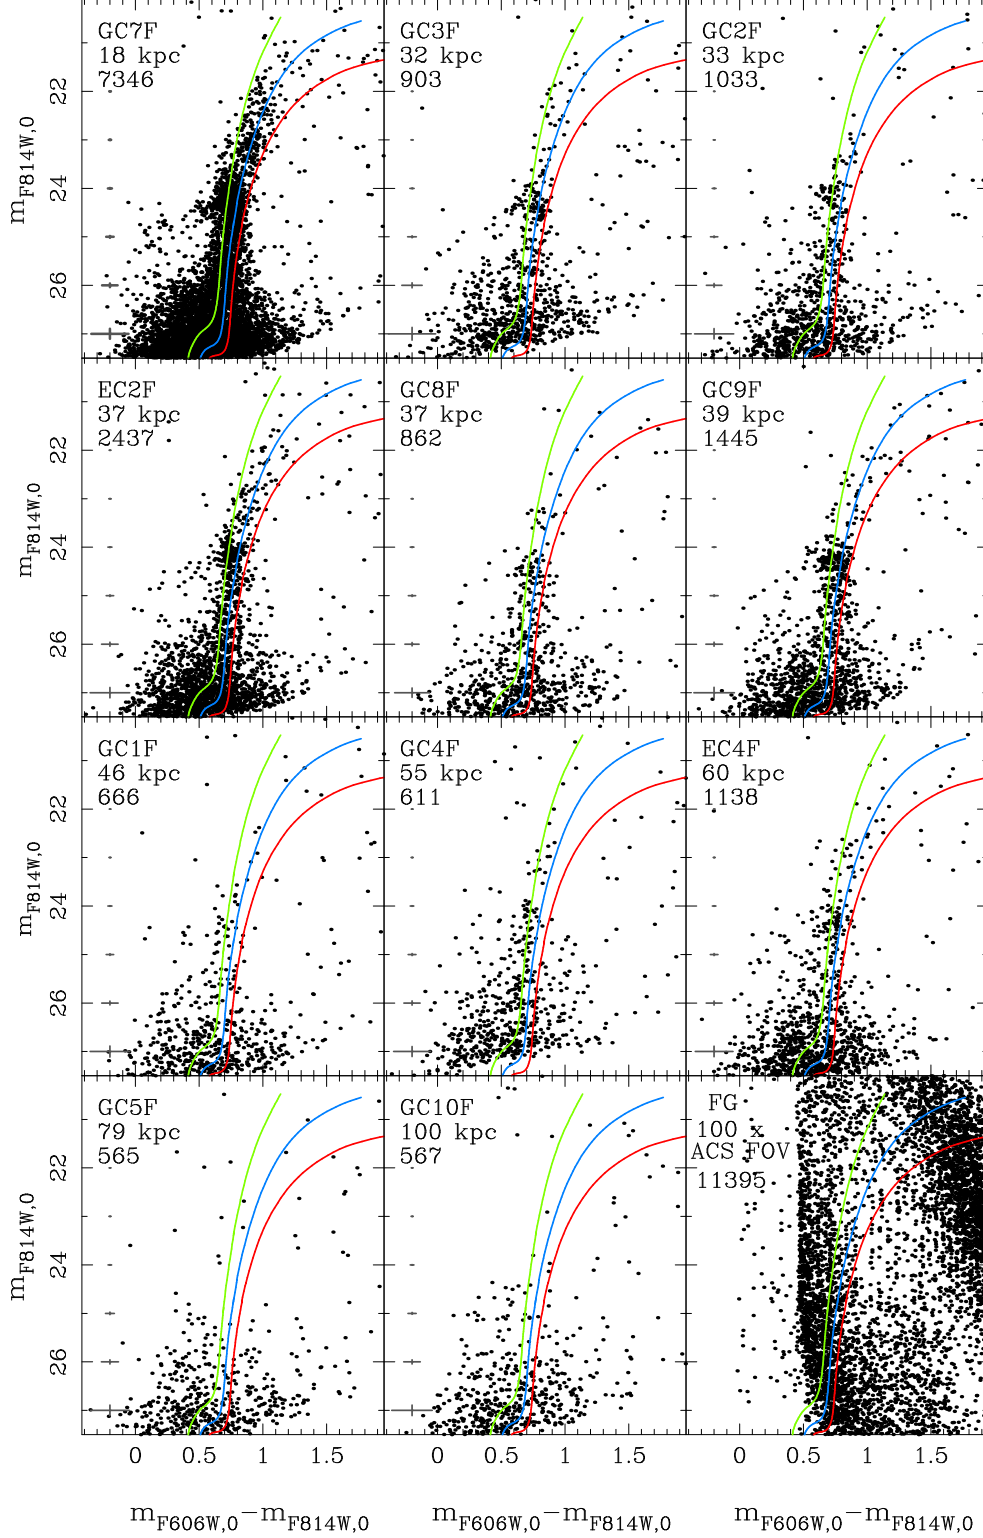 GC7F
18 kpc
7346
GC3F
32 kpc
903
GC2F
33 kpc
1033
22
24
26
mF814W,0
EC2F
37 kpc
2437
GC8F
37 kpc
862
GC9F
39 kpc
1445
22
24
26
mF814W,0
GC1F
46 kpc
666
GC4F
55 kpc
611
EC4F
60 kpc
1138
22
24
26
mF814W,0
GC5F
79 kpc
565
GC10F
100 kpc
567
FG
100 x
ACS FOV
11395
22
24
26
mF814W,0
0 0.5 1 1.5 0 0.5 1 1.5 0 0.5 1 1.5
mF606W,0−mF814W,0 mF606W,0−mF814W,0 mF606W,0−mF814W,0